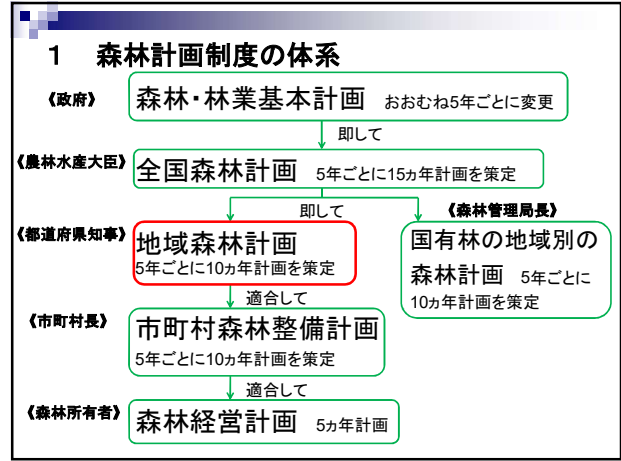 1 森林計画制度の体系
《政府》
森林・林業基本計画 おおむね5年ごとに変更
即して
《農林水産大臣》
全国森林計画 5年ごとに15ヵ年計画を策定
即して
《森林管理局長》
《都道府県知事》
地域森林計画
5年ごとに10ヵ年計画を策定
国有林の地域別の
森林計画 5年ごとに
10ヵ年計画を策定
適合して
《市町村長》
市町村森林整備計画
5年ごとに10ヵ年計画を策定
適合して
《森林所有者》
森林経営計画 5ヵ年計画